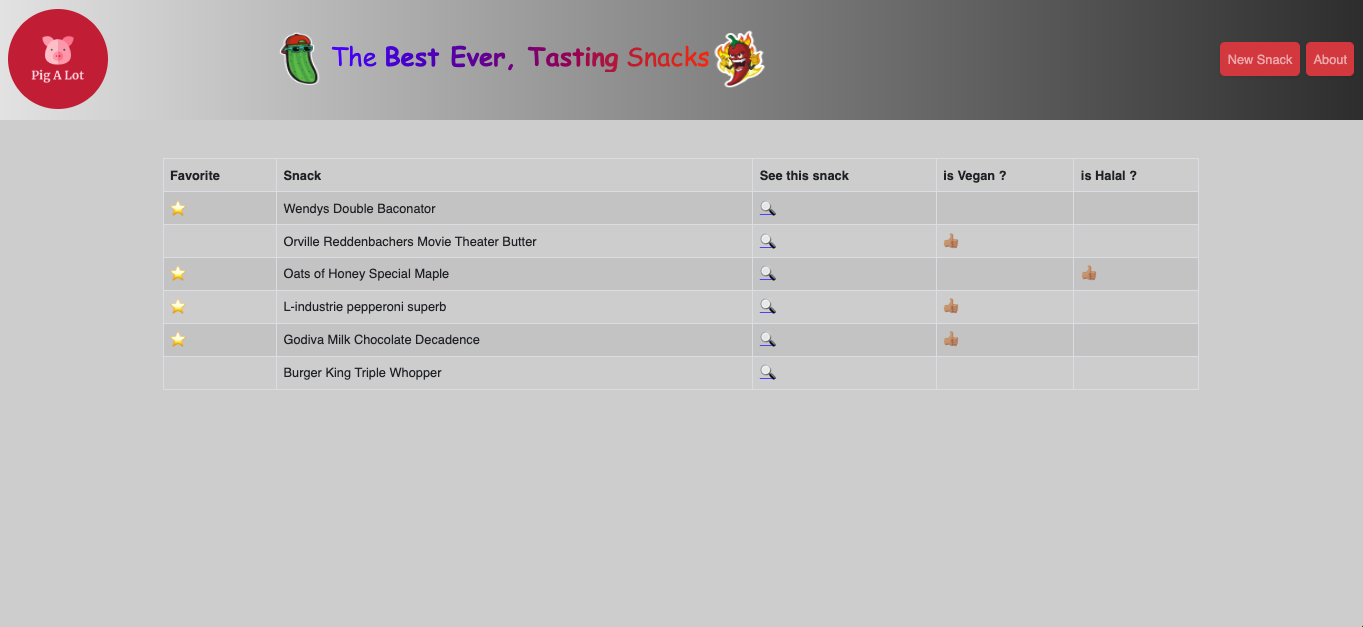 Pig A Lot
The Best Ever, Tasting Snacks
New Snack
About
Favorite Snack See this snack is Vegan ? is Halal ?
Wendys Double Baconator
Orville Reddenbachers Movie Theater Butter
Oats of Honey Special Maple
L-industrie pepperoni superb
Godiva Milk Chocolate Decadence
Burger King Triple Whopper